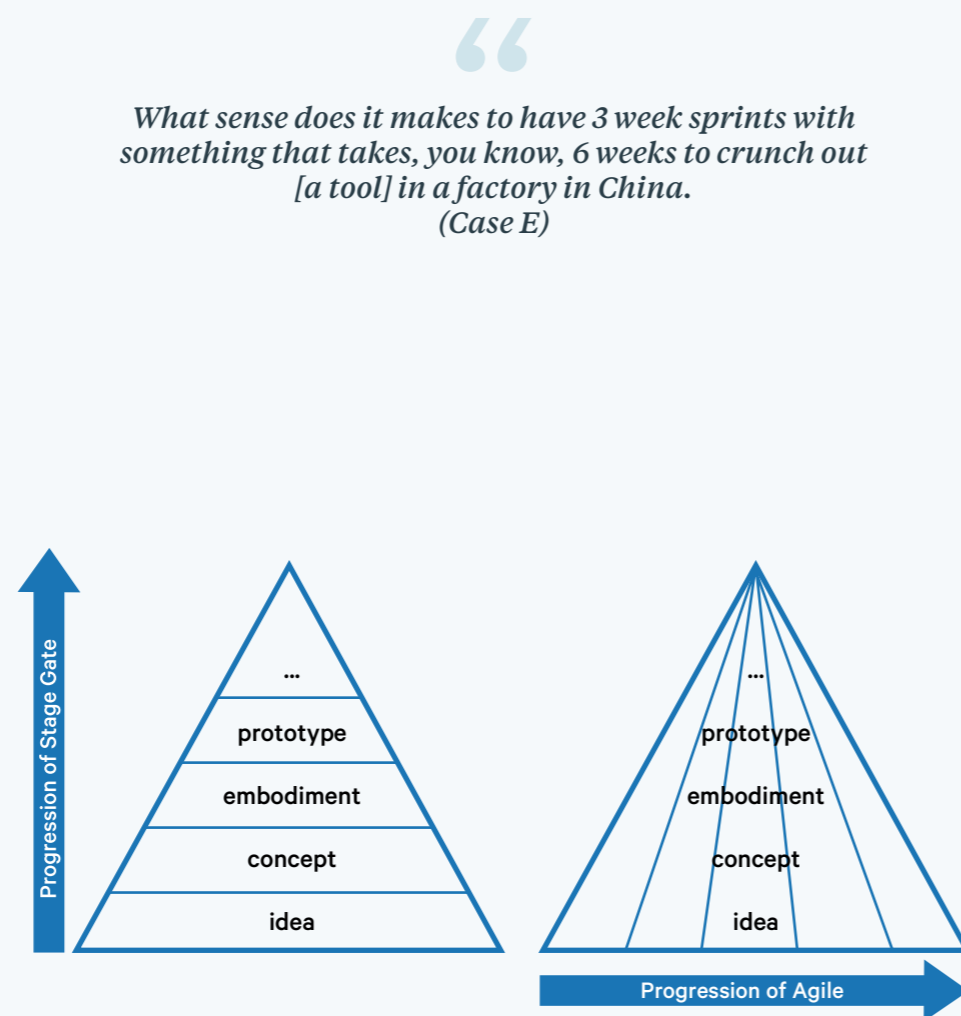 “
What sense does it makes to have 3 week sprints with
something that takes, you know, 6 weeks to crunch out
[a tool] in a factory in China.
(Case E)
Progression of Stage Gate
...
prototype
embodiment
concept
idea
...
prototype
embodiment
concept
idea
Progression of Agile